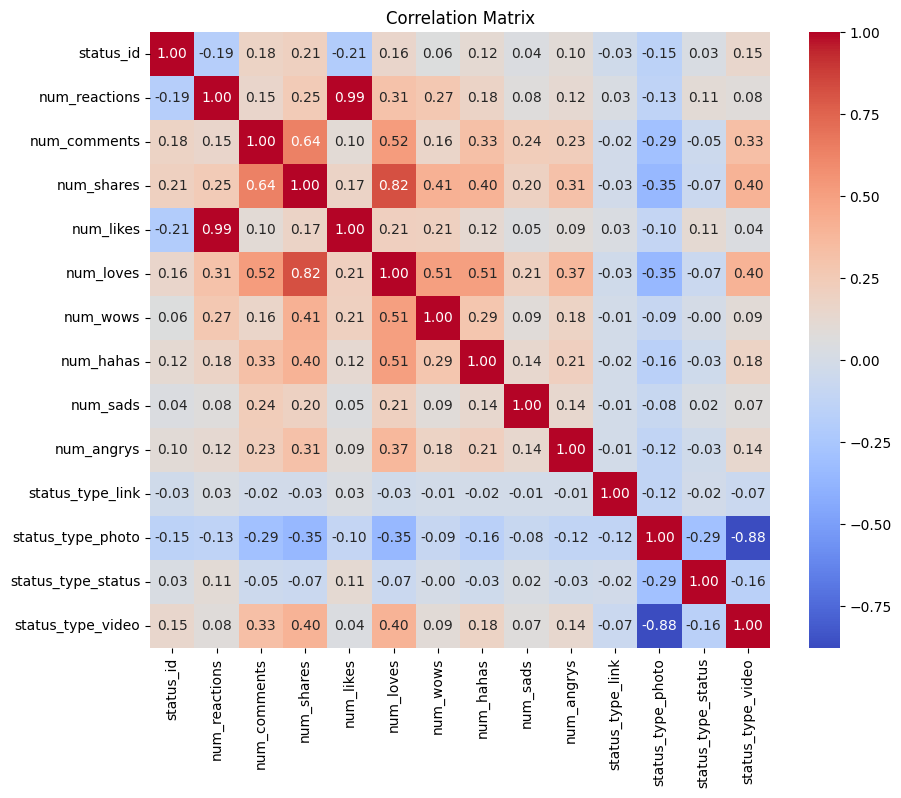 Correlation Matrix
status_id 1.00 -0.19 0.18 0.21 -0.21 0.16 0.06 0.12 0.04 0.10 -0.03 -0.15 0.03 0.15
num_reactions -0.19 1.00 0.15 0.25 0.99 0.31 0.27 0.18 0.08 0.12 0.03 -0.13 0.11 0.08
num_comments 0.18 0.15 1.00 0.64 0.10 0.52 0.16 0.33 0.24 0.23 -0.02 -0.29 -0.05 0.33
num_shares 0.21 0.25 0.64 1.00 0.17 0.82 0.41 0.40 0.20 0.31 -0.03 -0.35 -0.07 0.40
num_likes -0.21 0.99 0.10 0.17 1.00 0.21 0.21 0.12 0.05 0.09 0.03 -0.10 0.11 0.04
num_loves 0.16 0.31 0.52 0.82 0.21 1.00 0.51 0.51 0.21 0.37 -0.03 -0.35 -0.07 0.40
num_wows 0.06 0.27 0.16 0.41 0.21 0.51 1.00 0.29 0.09 0.18 -0.01 -0.09 -0.00 0.09
num_hahas 0.12 0.18 0.33 0.40 0.12 0.51 0.29 1.00 0.14 0.21 -0.02 -0.16 -0.03 0.18
num_sads 0.04 0.08 0.24 0.20 0.05 0.21 0.09 0.14 1.00 0.14 -0.01 -0.08 0.02 0.07
num_angrys 0.10 0.12 0.23 0.31 0.09 0.37 0.18 0.21 0.14 1.00 -0.01 -0.12 -0.03 0.14
status_type_link -0.03 0.03 -0.02 -0.03 0.03 -0.03 -0.01 -0.02 -0.01 -0.01 1.00 -0.12 -0.02 -0.07
status_type_photo -0.15 -0.13 -0.29 -0.35 -0.10 -0.35 -0.09 -0.16 -0.08 -0.12 -0.12 1.00 -0.29 -0.88
status_type_status 0.03 0.11 -0.05 -0.07 0.11 -0.07 -0.00 -0.03 0.02 -0.03 -0.02 -0.29 1.00 -0.16
status_type_video 0.15 0.08 0.33 0.40 0.04 0.40 0.09 0.18 0.07 0.14 -0.07 -0.88 -0.16 1.00
status_id
num_reactions
num_comments
num_shares
num_likes
num_loves
num_wows
num_hahas
num_sads
num_angrys
status_type_link
status_type_photo
status_type_status
status_type_video
1.00
0.75
0.50
0.25
0.00
−0.25
−0.50
−0.75